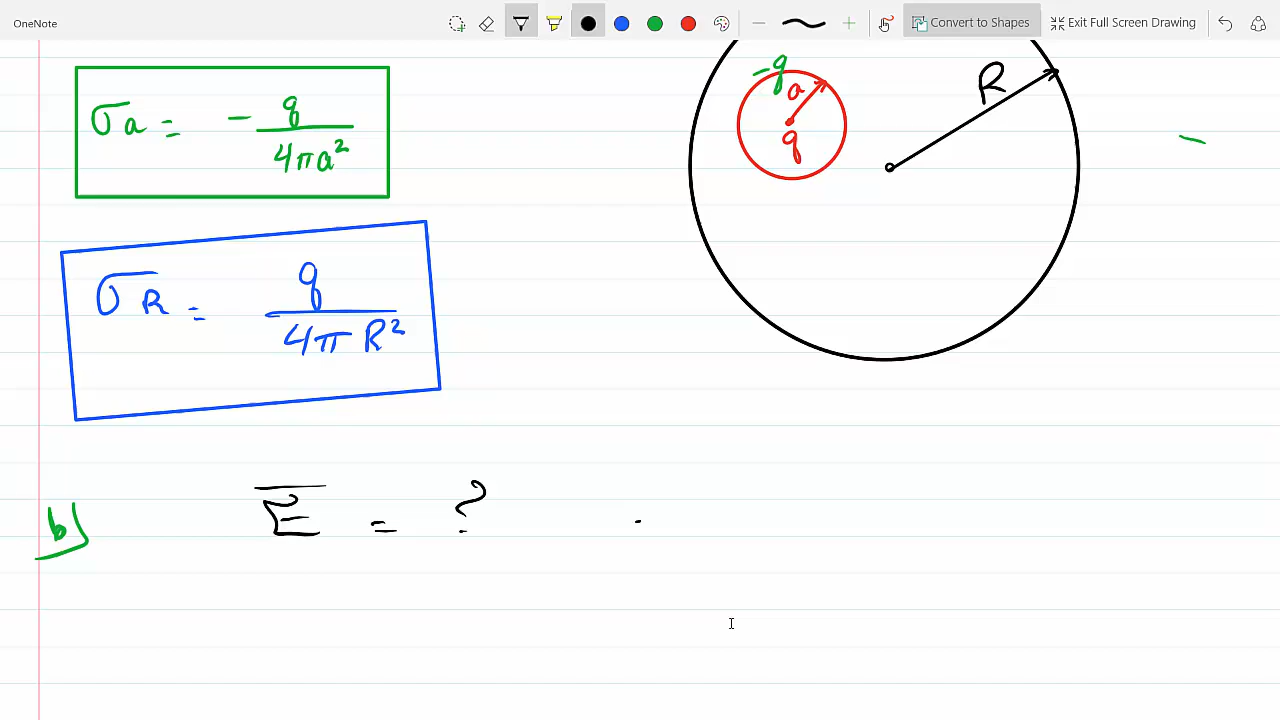 OneNote
Convert to Shapes
Exit Full Screen Drawing
σa = - q / 4πa²
-q
a
q
R
-
σR = q / 4πR²
b) E = ? .